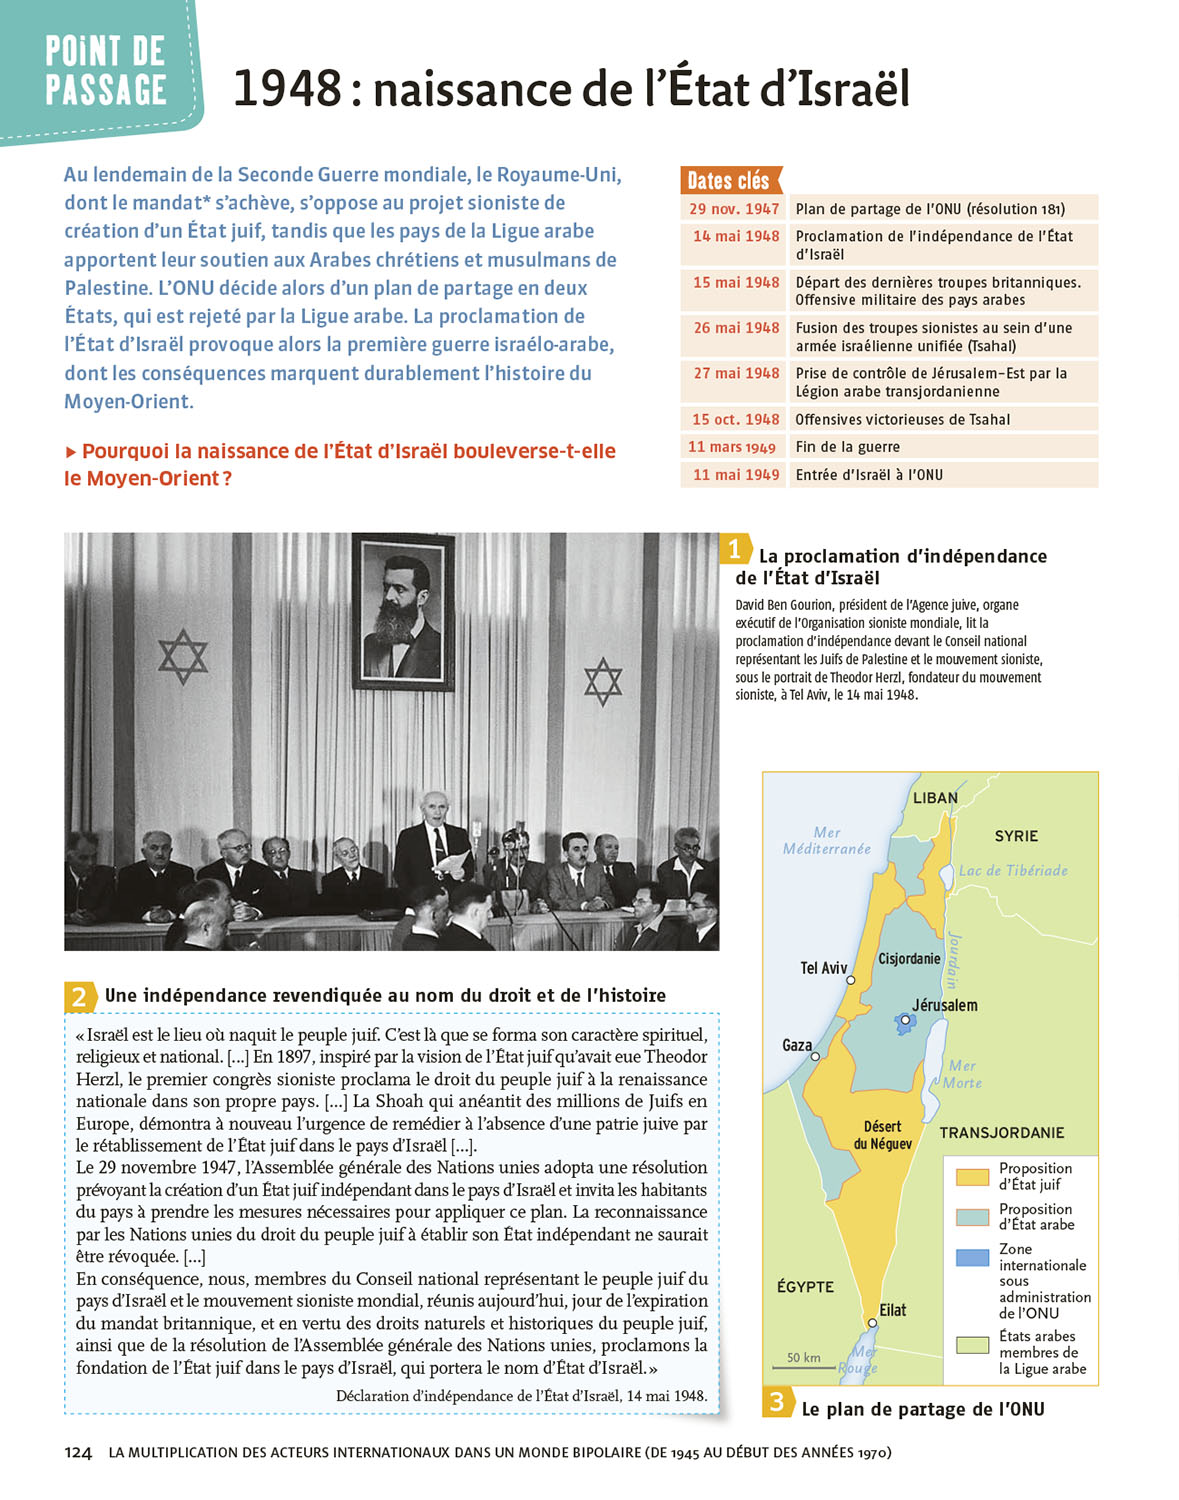 POiNT DE
PASSAGE
1948 : naissance de l'État d'Israël
Au lendemain de la Seconde Guerre mondiale, le Royaume-Uni,
dont le mandat* s'achève, s'oppose au projet sioniste de
création d'un État juif, tandis que les pays de la Ligue arabe
apportent leur soutien aux Arabes chrétiens et musulmans de
Palestine. L'ONU décide alors d'un plan de partage en deux
États, qui est rejeté par la Ligue arabe. La proclamation de
l'État d'Israël provoque alors la première guerre israélo-arabe,
dont les conséquences marquent durablement l'histoire du
Moyen-Orient.
▶ Pourquoi la naissance de l'État d'Israël bouleverse-t-elle
le Moyen-Orient ?
Dates clés
29 nov. 1947 Plan de partage de l'ONU (résolution 181)
14 mai 1948 Proclamation de l'indépendance de l'État
d'Israël
15 mai 1948 Départ des dernières troupes britanniques.
Offensive militaire des pays arabes
26 mai 1948 Fusion des troupes sionistes au sein d'une
armée israélienne unifiée (Tsahal)
27 mai 1948 Prise de contrôle de Jérusalem-Est par la
Légion arabe transjordanienne
15 oct. 1948 Offensives victorieuses de Tsahal
11 mars 1949 Fin de la guerre
11 mai 1949 Entrée d'Israël à l'ONU
1 La proclamation d'indépendance
de l'État d'Israël
David Ben Gourion, président de l'Agence juive, organe
exécutif de l'Organisation sioniste mondiale, lit la
proclamation d'indépendance devant le Conseil national
représentant les Juifs de Palestine et le mouvement sioniste,
sous le portrait de Theodor Herzl, fondateur du mouvement
sioniste, à Tel Aviv, le 14 mai 1948.
2 Une indépendance revendiquée au nom du droit et de l'histoire
« Israël est le lieu où naquit le peuple juif. C'est là que se forma son caractère spirituel,
religieux et national. [...] En 1897, inspiré par la vision de l'État juif qu'avait eue Theodor
Herzl, le premier congrès sioniste proclama le droit du peuple juif à la renaissance
nationale dans son propre pays. [...] La Shoah qui anéantit des millions de Juifs en
Europe, démontra à nouveau l'urgence de remédier à l'absence d'une patrie juive par
le rétablissement de l'État juif dans le pays d'Israël [...].
Le 29 novembre 1947, l'Assemblée générale des Nations unies adopta une résolution
prévoyant la création d'un État juif indépendant dans le pays d'Israël et invita les habitants
du pays à prendre les mesures nécessaires pour appliquer ce plan. La reconnaissance
par les Nations unies du droit du peuple juif à établir son État indépendant ne saurait
être révoquée. [...]
En conséquence, nous, membres du Conseil national représentant le peuple juif du
pays d'Israël et le mouvement sioniste mondial, réunis aujourd'hui, jour de l'expiration
du mandat britannique, et en vertu des droits naturels et historiques du peuple juif,
ainsi que de la résolution de l'Assemblée générale des Nations unies, proclamons la
fondation de l'État juif dans le pays d'Israël, qui portera le nom d'État d'Israël. »
Déclaration d'indépendance de l'État d'Israël, 14 mai 1948.
LIBAN
Mer
Méditerranée
SYRIE
Lac de Tibériade
Jourdain
Cisjordanie
Tel Aviv
Jérusalem
Gaza
Mer
Morte
Désert
du Néguev
TRANSJORDANIE
ÉGYPTE
Eilat
Mer
Rouge
50 km
Proposition
d'État juif
Proposition
d'État arabe
Zone
internationale
sous
administration
de l'ONU
États arabes
membres de
la Ligue arabe
3 Le plan de partage de l'ONU
124 LA MULTIPLICATION DES ACTEURS INTERNATIONAUX DANS UN MONDE BIPOLAIRE (DE 1945 AU DÉBUT DES ANNÉES 1970)